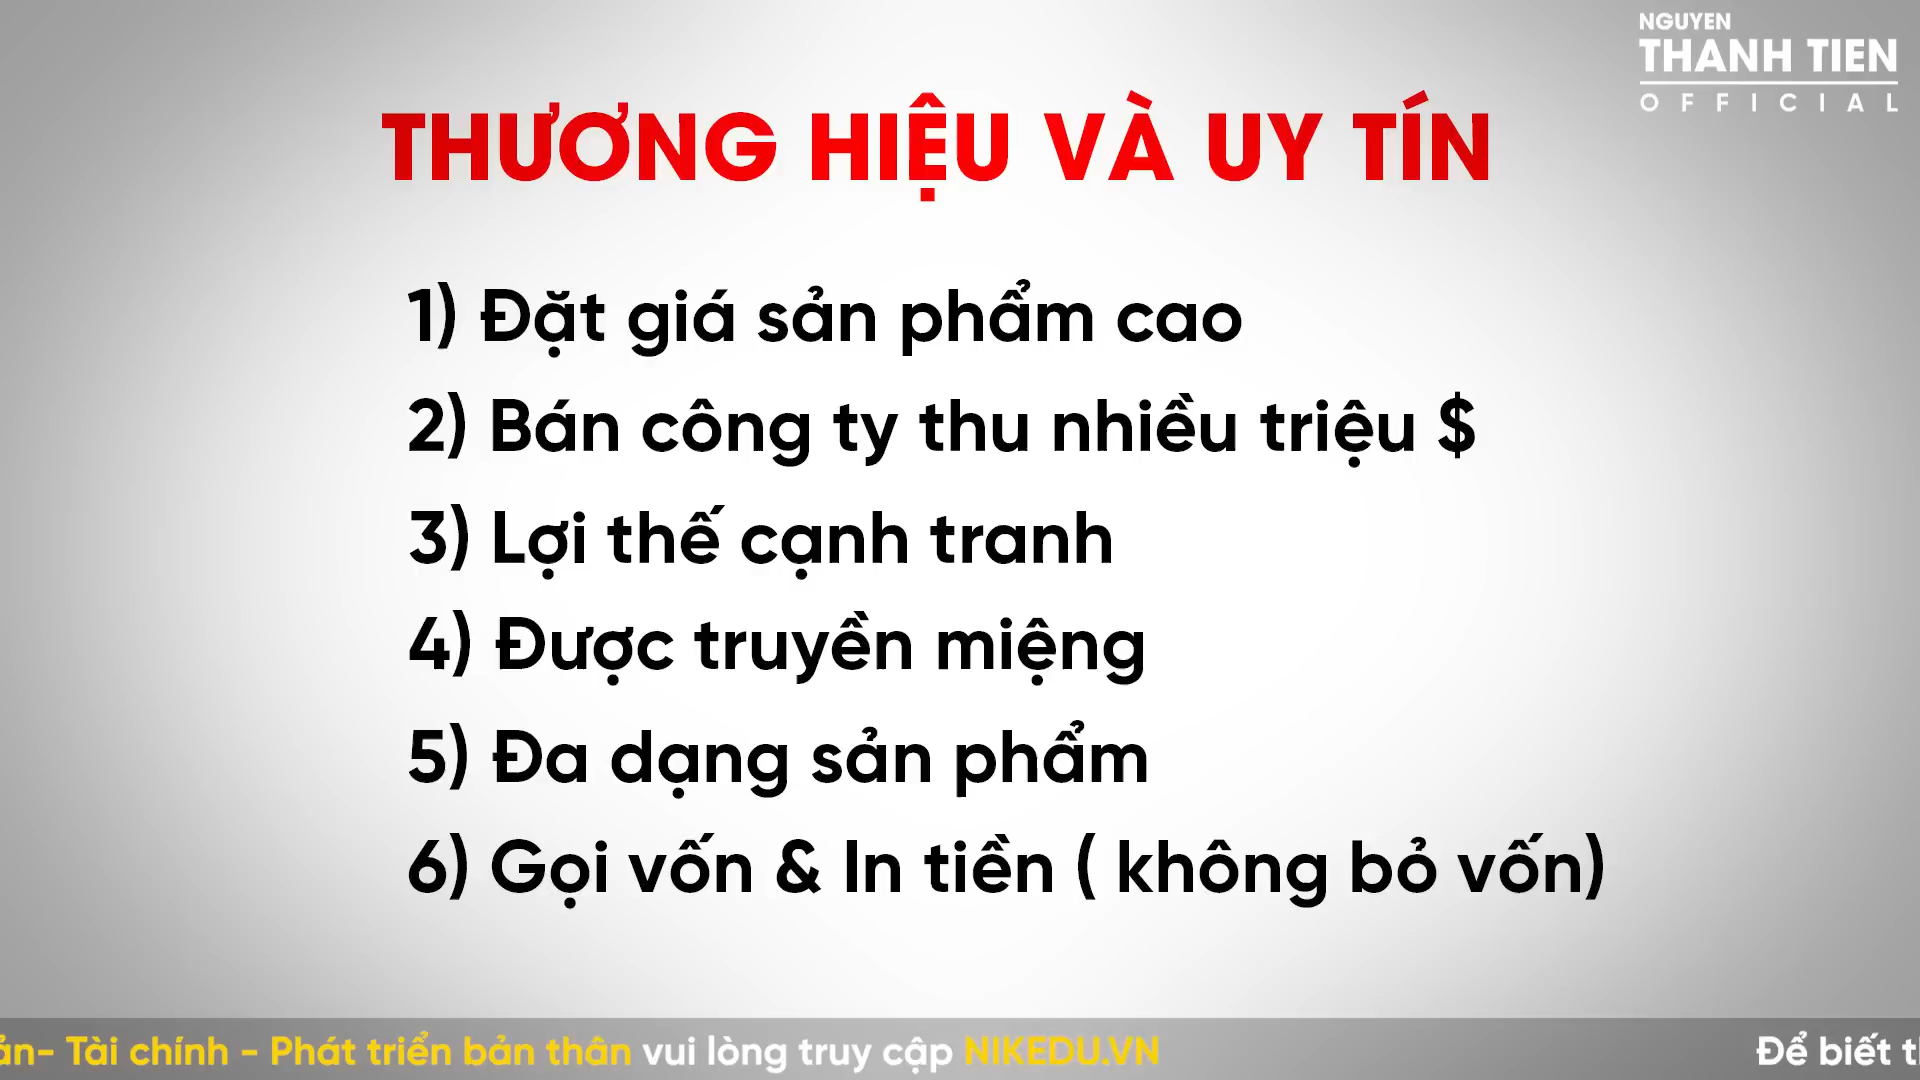 NGUYEN
THANH TIEN
OFFICIAL
THƯƠNG HIỆU VÀ UY TÍN
1) Đặt giá sản phẩm cao
2) Bán công ty thu nhiều triệu $
3) Lợi thế cạnh tranh
4) Được truyền miệng
5) Đa dạng sản phẩm
6) Gọi vốn & In tiền ( không bỏ vốn)
- Tài chính - Phát triển bản thân vui lòng truy cập NIKEDU.VN Để biết